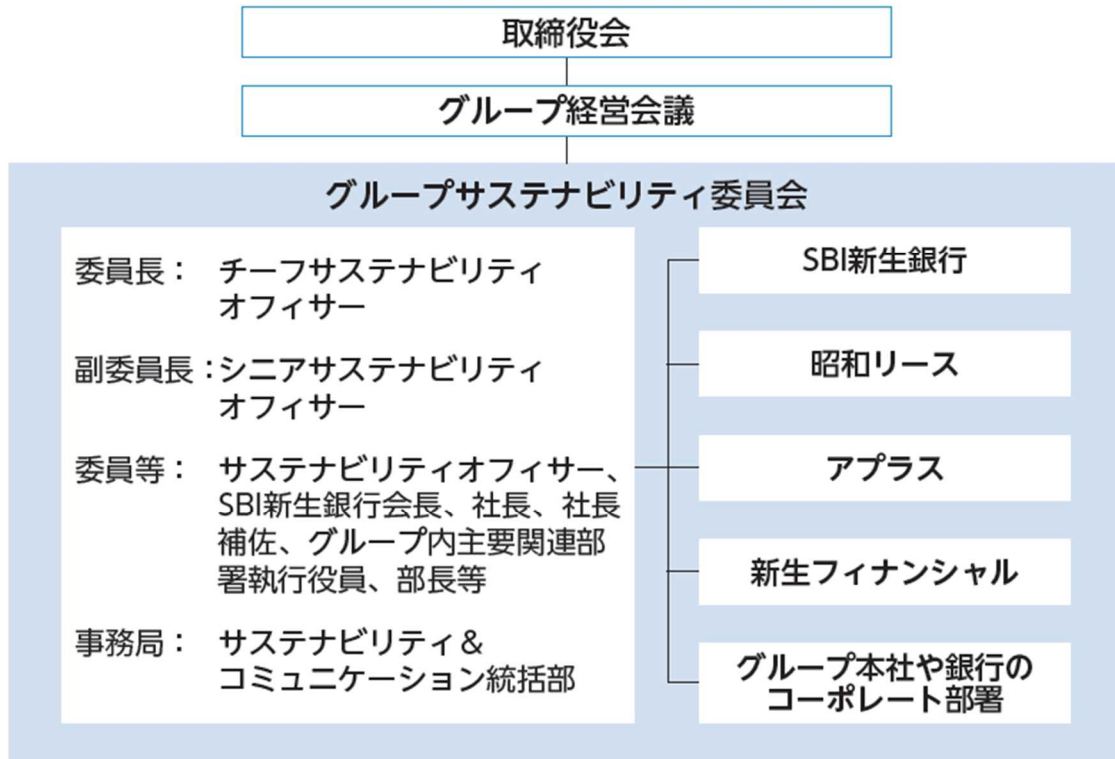 取締役会
グループ経営会議
グループサステナビリティ委員会
委員長： チーフサステナビリティ
オフィサー
副委員長：シニアサステナビリティ
オフィサー
委員等： サステナビリティオフィサー、
SBI新生銀行会長、社長、社長
補佐、グループ内主要関連部
署執行役員、部長等
事務局： サステナビリティ＆
コミュニケーション統括部
SBI新生銀行
昭和リース
アプラス
新生フィナンシャル
グループ本社や銀行の
コーポレート部署